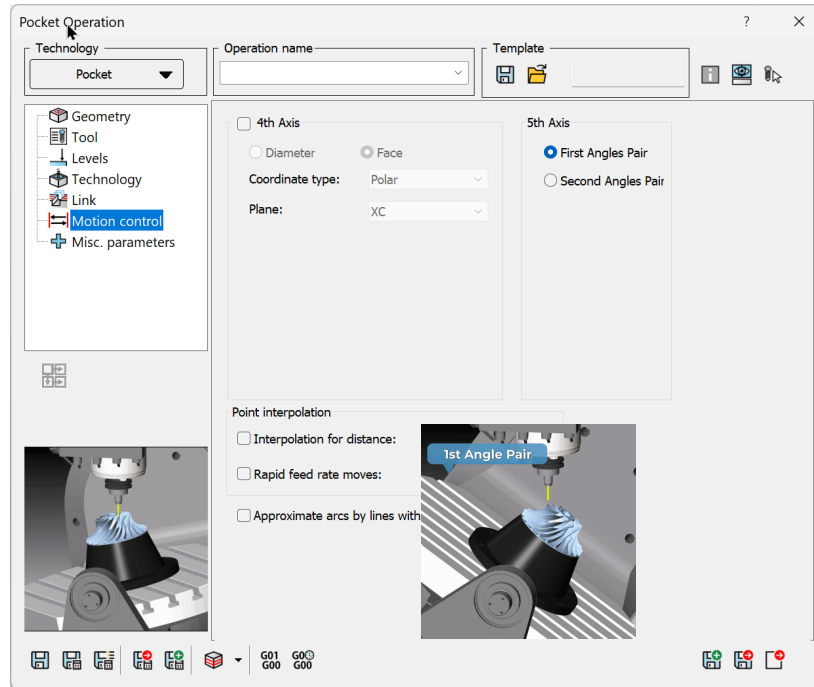 Pocket Operation
?
Technology
Operation name
Template
Pocket
Geometry
Tool
Levels
Technology
Link
Motion control
Misc. parameters
4th Axis
Diameter
Face
Coordinate type:
Polar
Plane:
XC
5th Axis
First Angles Pair
Second Angles Pair
Point interpolation
Interpolation for distance:
Rapid feed rate moves:
Approximate arcs by lines with
1st Angle Pair
G01
G00
G00
G00